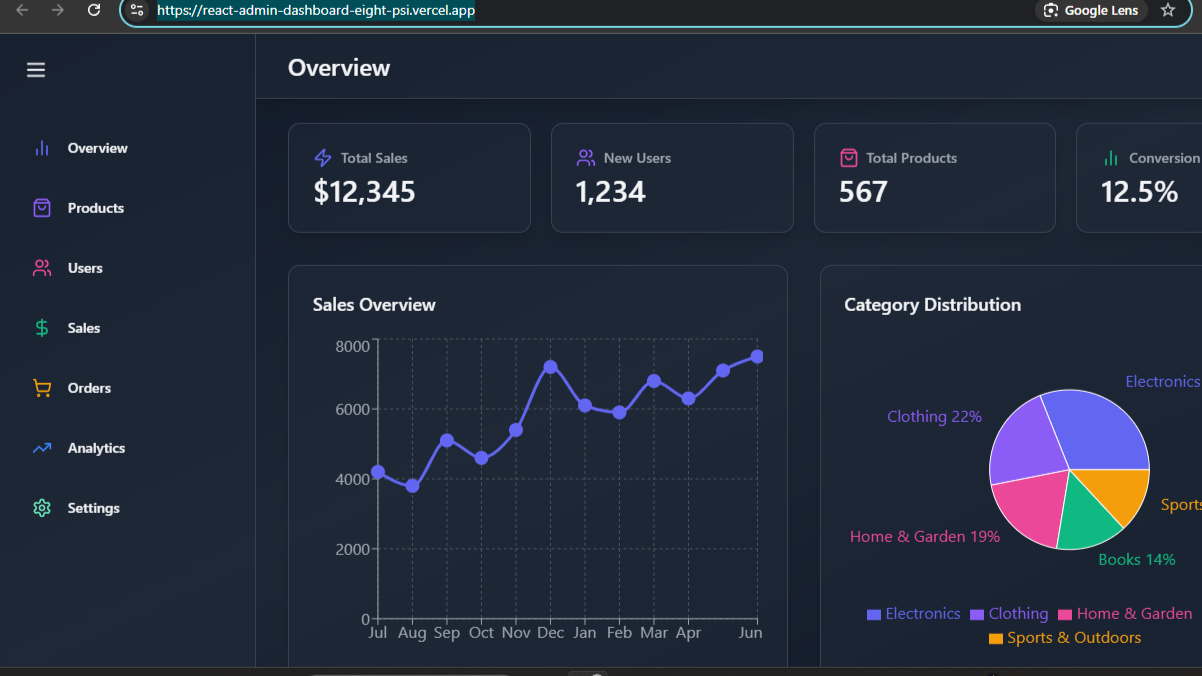 https://react-admin-dashboard-eight-psi.vercel.app
Google Lens
Overview
Overview
Products
Users
Sales
Orders
Analytics
Settings
Total Sales
$12,345
New Users
1,234
Total Products
567
Conversion
12.5%
Sales Overview
8000
6000
4000
2000
0
Jul Aug Sep Oct Nov Dec Jan Feb Mar Apr Jun
Category Distribution
Electronics
Clothing 22%
Sports
Home & Garden 19%
Books 14%
Electronics Clothing Home & Garden
Sports & Outdoors